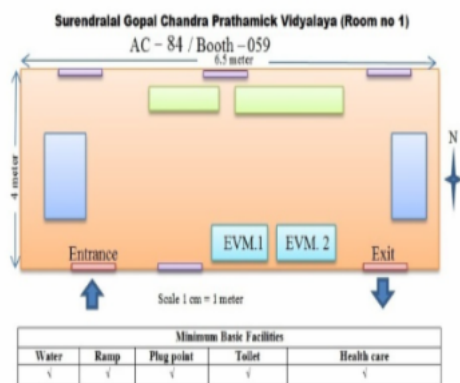 Surendralal Gopal Chandra Prathamick Vidyalaya (Room no 1)
AC – 84 / Booth –059
6.5 meter
4 meter
N
EVM.1 EVM. 2
Entrance Exit
Scale 1 cm = 1 meter
Minimum Basic Facilities
Water Ramp Plug point Toilet Health care
√ √ √ √ √